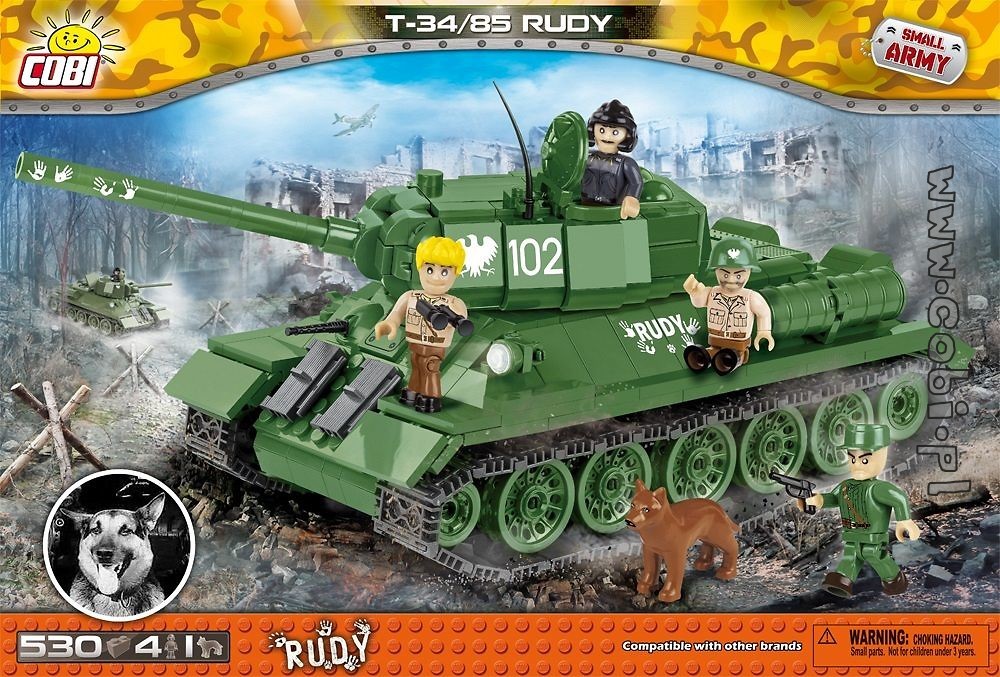 T-34/85 RUDY
COBI
SMALL
ARMY
www.cobi.pl
102
RUDY
530 4 1
RUDY
Compatible with other brands
WARNING: CHOKING HAZARD.
Small parts. Not for children under 3 years.